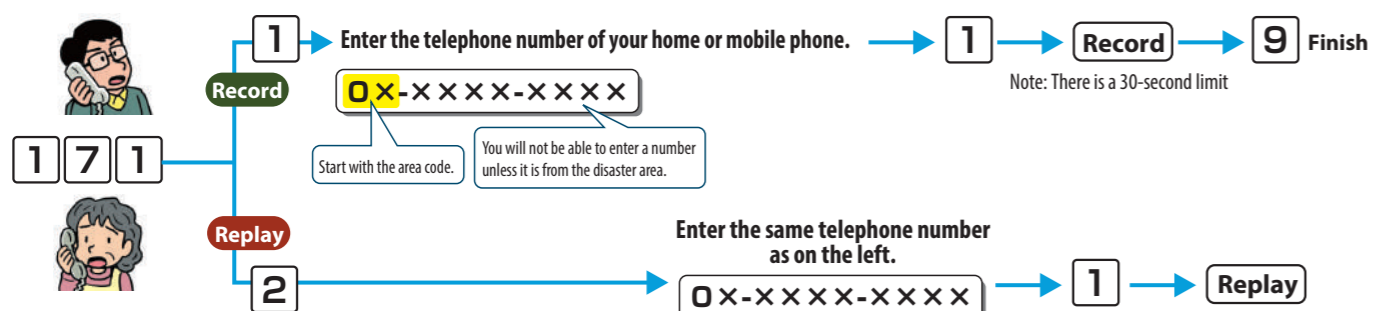 1 Enter the telephone number of your home or mobile phone. 1 Record 9 Finish
Record
Note: There is a 30-second limit
0×-××××-××××
Start with the area code.
You will not be able to enter a number
unless it is from the disaster area.
1 7 1
Replay
2
Enter the same telephone number
as on the left.
0×-××××-××××
1 Replay